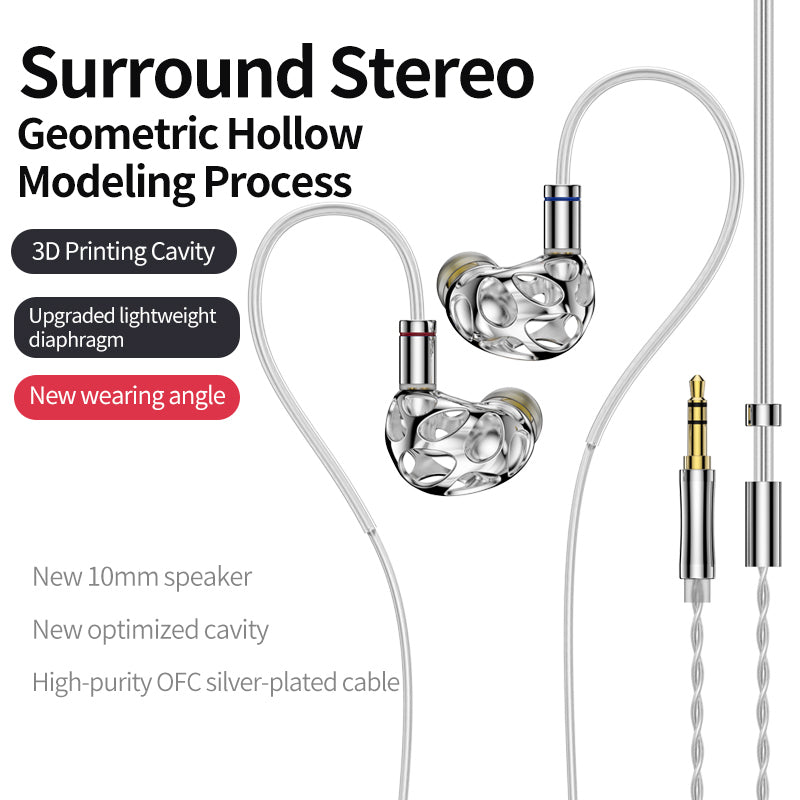 Surround Stereo
Geometric Hollow
Modeling Process
3D Printing Cavity
Upgraded lightweight
diaphragm
New wearing angle
New 10mm speaker
New optimized cavity
High-purity OFC silver-plated cable